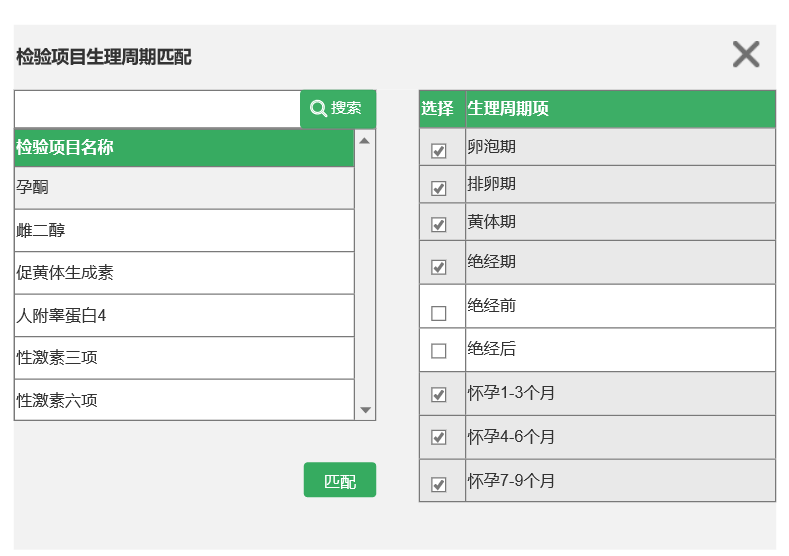 检验项目生理周期匹配
搜索
检验项目名称
孕酮
雌二醇
促黄体生成素
人附睾蛋白4
性激素三项
性激素六项
匹配
选择 生理周期项
卵泡期
排卵期
黄体期
绝经期
绝经前
绝经后
怀孕1-3个月
怀孕4-6个月
怀孕7-9个月